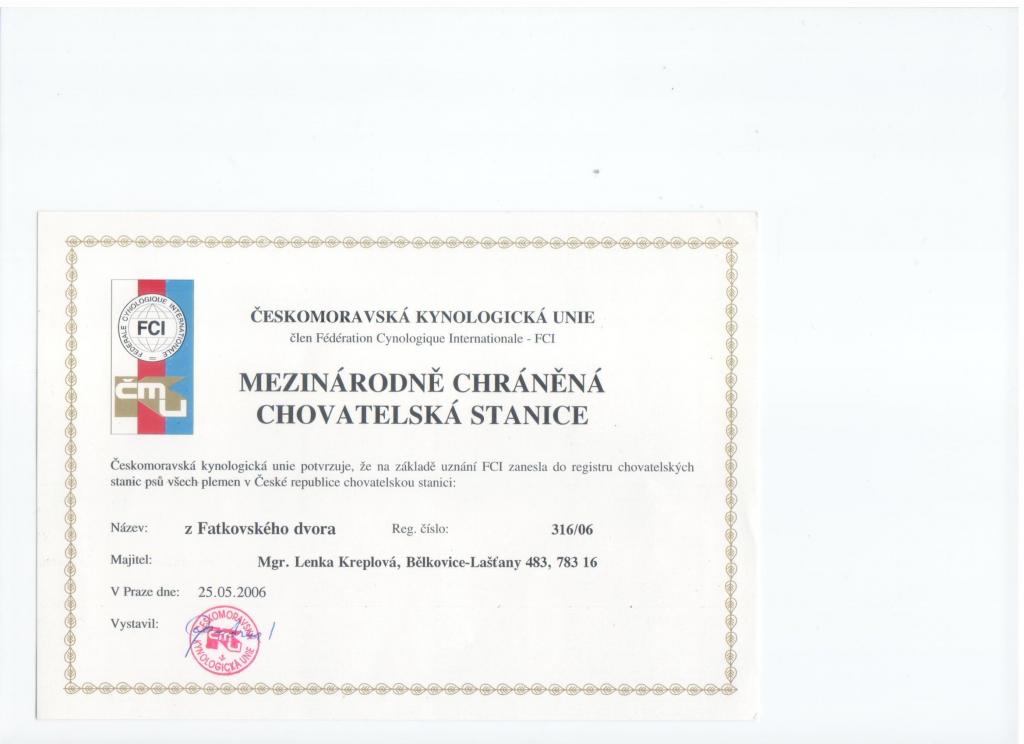 FEDERALE CYNOLOGIQUE INTERNATIONALE
FCI
čmu
ČESKOMORAVSKÁ KYNOLOGICKÁ UNIE
člen Fédération Cynologique Internationale - FCI
MEZINÁRODNĚ CHRÁNĚNÁ
CHOVATELSKÁ STANICE
Českomoravská kynologická unie potvrzuje, že na základě uznání FCI zanesla do registru chovatelských
stanic psů všech plemen v České republice chovatelskou stanici:
Název: z Fatkovského dvora Reg. číslo: 316/06
Majitel: Mgr. Lenka Kreplová, Bělkovice-Lašťany 483, 783 16
V Praze dne: 25.05.2006
Vystavil:
ČESKOMORAVSKÁ
čmu
KYNOLOGICKÁ UNIE